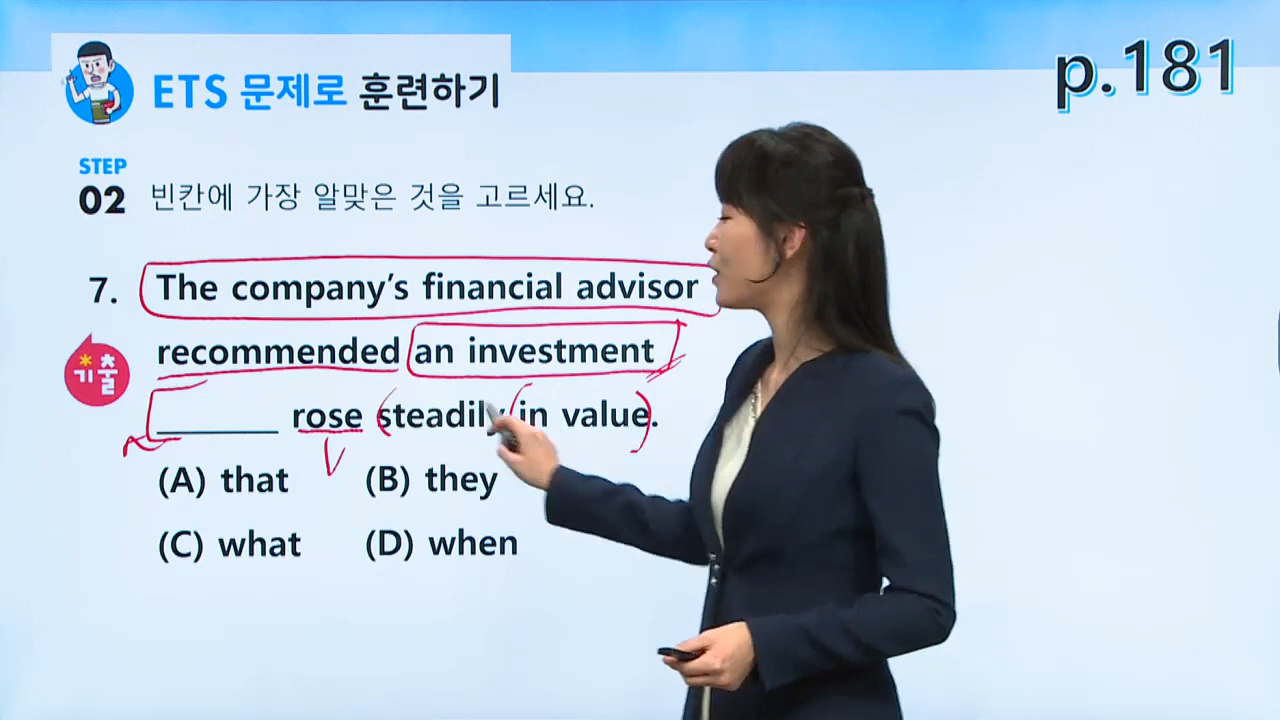 p.181
ETS 문제로 훈련하기
STEP
02 빈칸에 가장 알맞은 것을 고르세요.
7. The company's financial advisor
기출
recommended an investment
________ rose steadily in value.
(A) that (B) they
(C) what (D) when